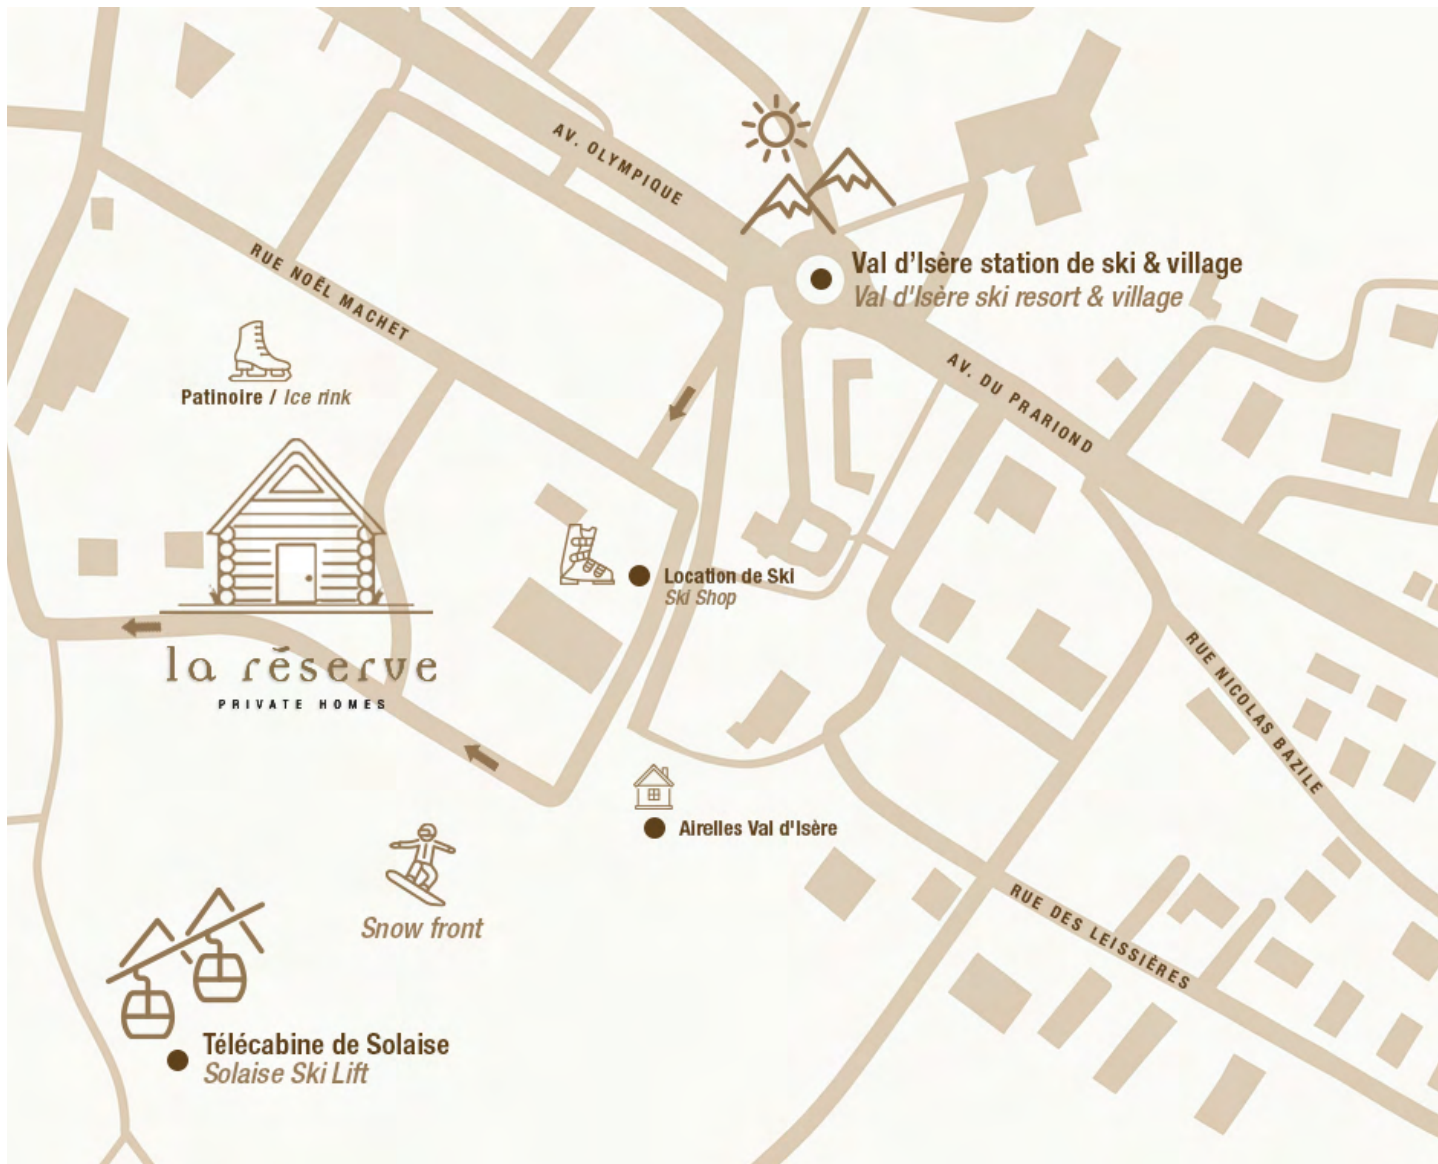 AV. OLYMPIQUE
RUE NOËL MACHET
Val d'Isère station de ski & village
Val d'Isère ski resort & village
AV. DU PRARIOND
Patinoire / Ice rink
Location de Ski
Ski Shop
la rĕserve
PRIVATE HOMES
RUE NICOLAS BAZILE
Airelles Val d'Isère
Snow front
RUE DES LEISSIÈRES
Télécabine de Solaise
Solaise Ski Lift